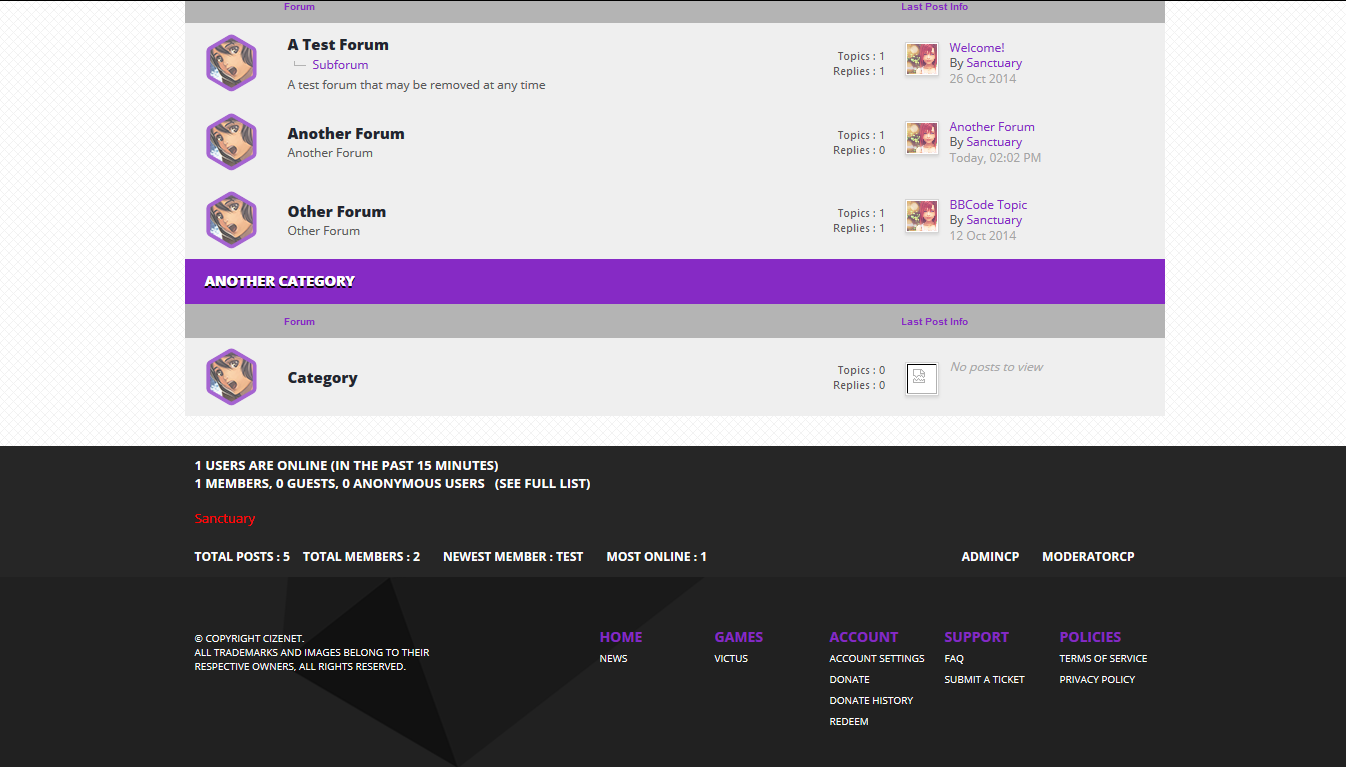 Forum Last Post Info
A Test Forum
Subforum
A test forum that may be removed at any time
Topics : 1
Replies : 1
Welcome!
By Sanctuary
26 Oct 2014
Another Forum
Another Forum
Topics : 1
Replies : 0
Another Forum
By Sanctuary
Today, 02:02 PM
Other Forum
Other Forum
Topics : 1
Replies : 1
BBCode Topic
By Sanctuary
12 Oct 2014
ANOTHER CATEGORY
Forum Last Post Info
Category
Topics : 0
Replies : 0
No posts to view
1 USERS ARE ONLINE (IN THE PAST 15 MINUTES)
1 MEMBERS, 0 GUESTS, 0 ANONYMOUS USERS (SEE FULL LIST)
Sanctuary
TOTAL POSTS : 5 TOTAL MEMBERS : 2 NEWEST MEMBER : TEST MOST ONLINE : 1 ADMINCP MODERATORCP
© COPYRIGHT CIZENET.
ALL TRADEMARKS AND IMAGES BELONG TO THEIR
RESPECTIVE OWNERS, ALL RIGHTS RESERVED.
HOME
NEWS
GAMES
VICTUS
ACCOUNT
ACCOUNT SETTINGS
DONATE
DONATE HISTORY
REDEEM
SUPPORT
FAQ
SUBMIT A TICKET
POLICIES
TERMS OF SERVICE
PRIVACY POLICY